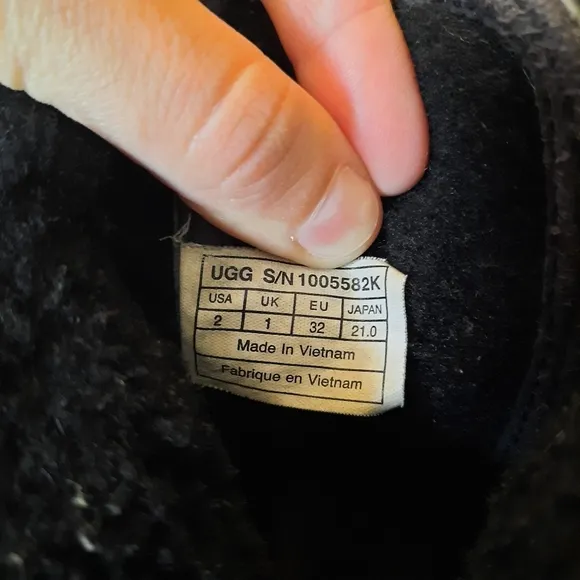 UGG S/N 1005582K
USA UK EU JAPAN
2 1 32 21.0
Made In Vietnam
Fabrique en Vietnam